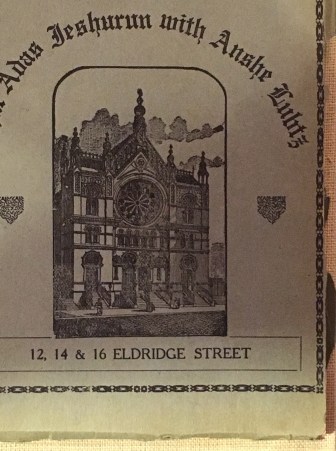 Adas Jeshurun with Anshe Lubtz
12, 14 & 16 ELDRIDGE STREET